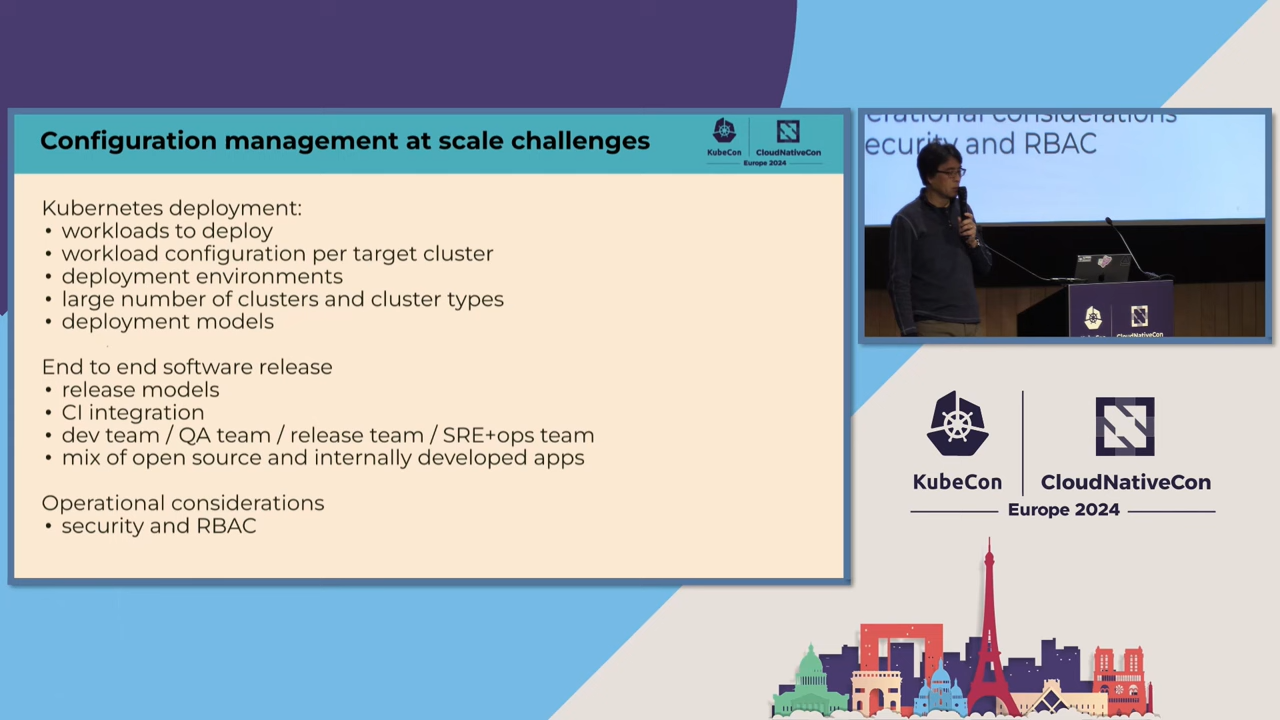 Configuration management at scale challenges
KubeCon
CloudNativeCon
Europe 2024
Kubernetes deployment:
• workloads to deploy
• workload configuration per target cluster
• deployment environments
• large number of clusters and cluster types
• deployment models
End to end software release
• release models
• CI integration
• dev team / QA team / release team / SRE+ops team
• mix of open source and internally developed apps
Operational considerations
• security and RBAC
erational considerations
ecurity and RBAC
KubeCon
CloudNativeCon
Europe 2024